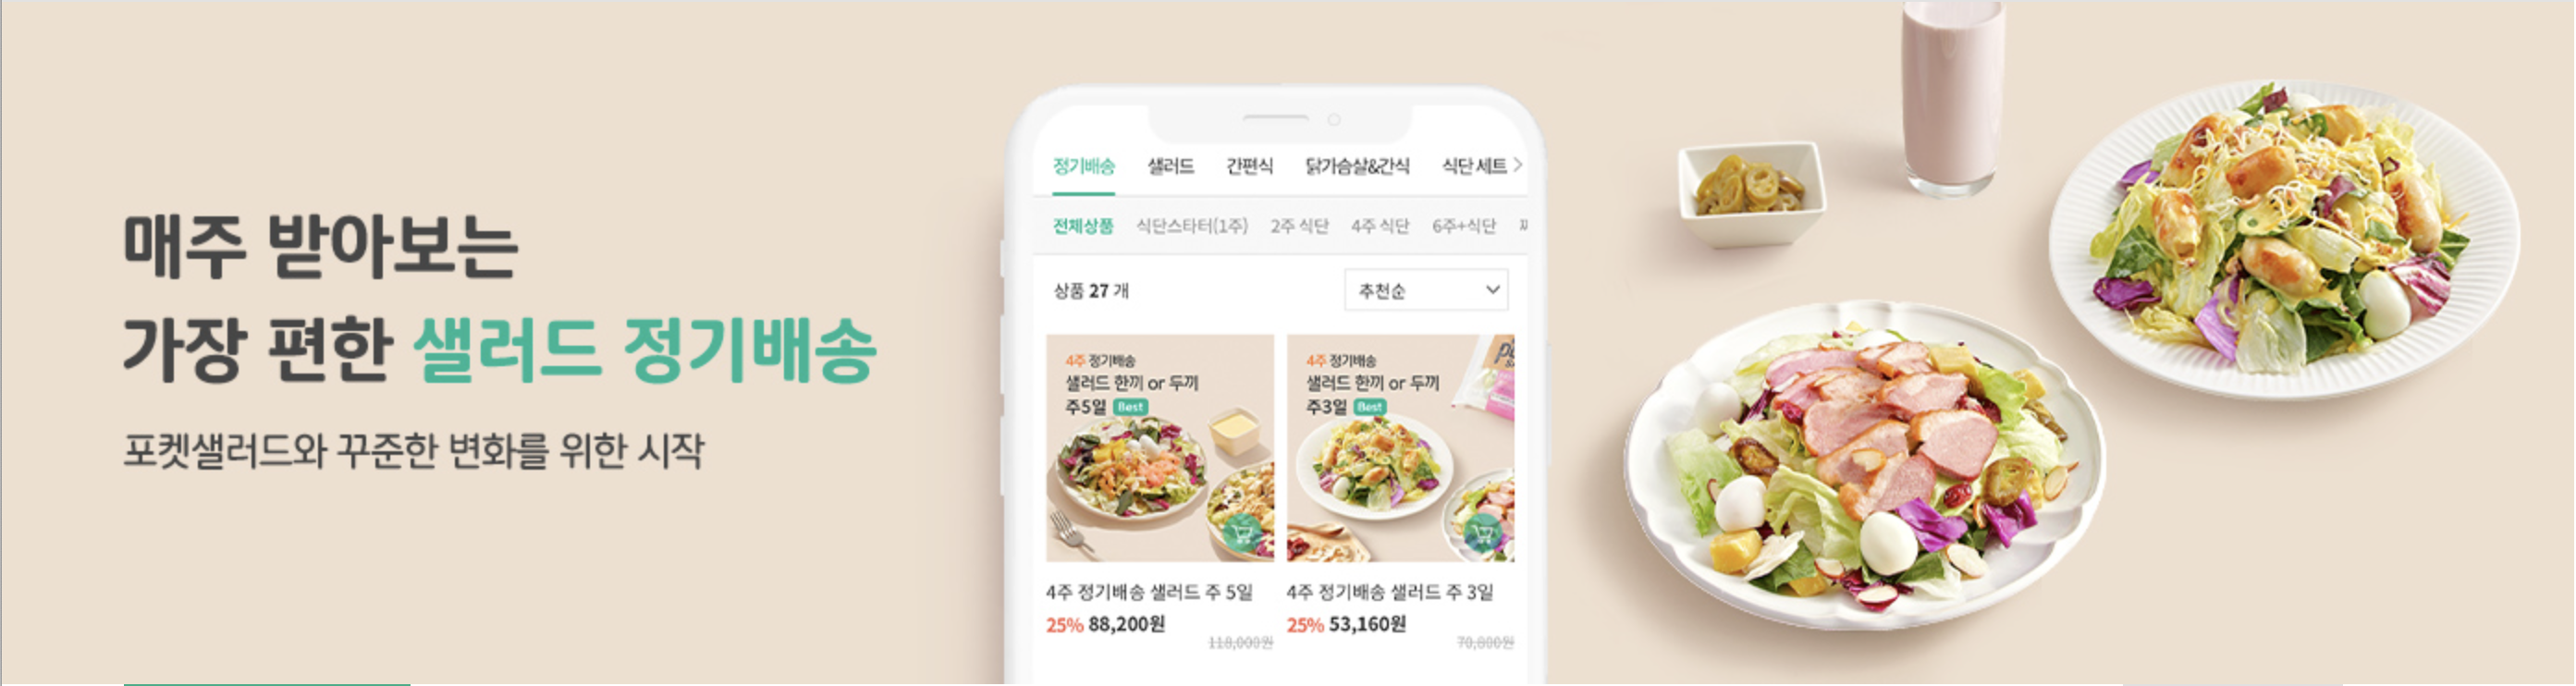 매주 받아보는
가장 편한 샐러드 정기배송
포켓샐러드와 꾸준한 변화를 위한 시작
정기배송 샐러드 간편식 닭가슴살&간식 식단 세트
전체상품 식단스타터(1주) 2주 식단 4주 식단 6주+식단
상품 27 개
추천순
4주 정기배송
샐러드 한끼 or 두끼
주5일 Best
4주 정기배송 샐러드 주 5일
25% 88,200원
118,000원
4주 정기배송
샐러드 한끼 or 두끼
주3일 Best
4주 정기배송 샐러드 주 3일
25% 53,160원
70,800원